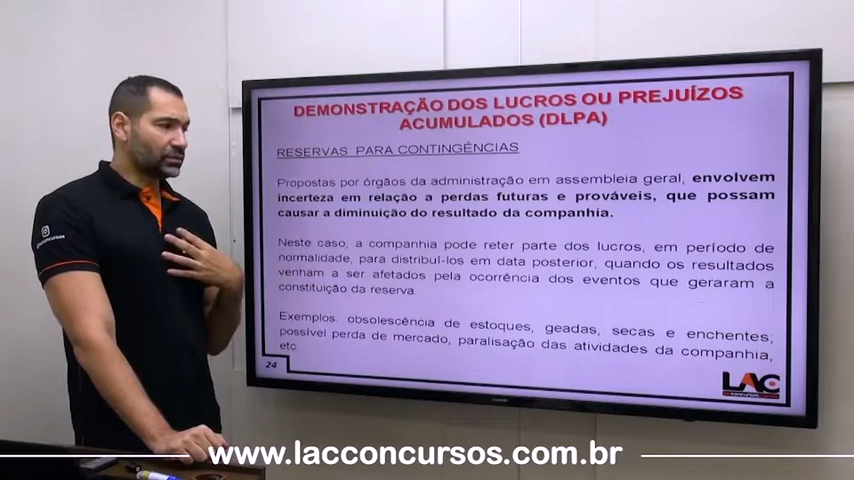 DEMONSTRAÇÃO DOS LUCROS OU PREJUÍZOS
ACUMULADOS (DLPA)
RESERVAS PARA CONTINGÊNCIAS
Propostas por órgãos da administração em assembleia geral, envolvem
incerteza em relação a perdas futuras e prováveis, que possam
causar a diminuição do resultado da companhia.
Neste caso, a companhia pode reter parte dos lucros, em período de
normalidade, para distribuí-los em data posterior, quando os resultados
venham a ser afetados pela ocorrência dos eventos que geraram a
constituição da reserva.
Exemplos: obsolescência de estoques, geadas, secas e enchentes,
possível perda de mercado, paralisação das atividades da companhia,
etc.
24
LAC
www.lacconcursos.com.br